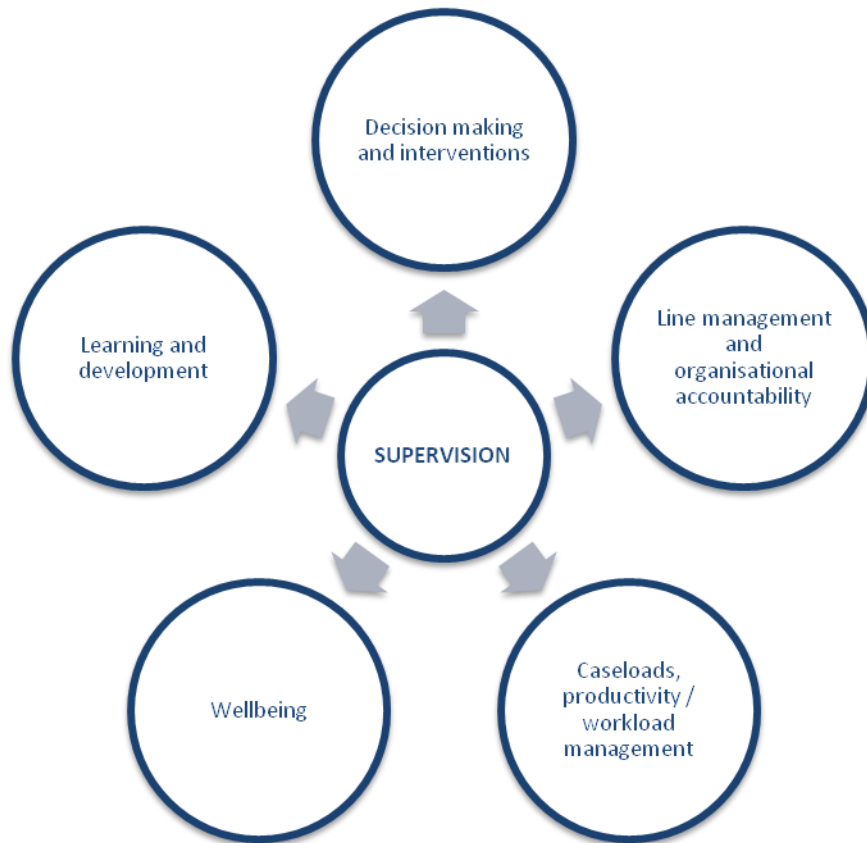 Decision making
and interventions
Learning and
development
Line management
and
organisational
accountability
SUPERVISION
Wellbeing
Caseloads,
productivity /
workload
management